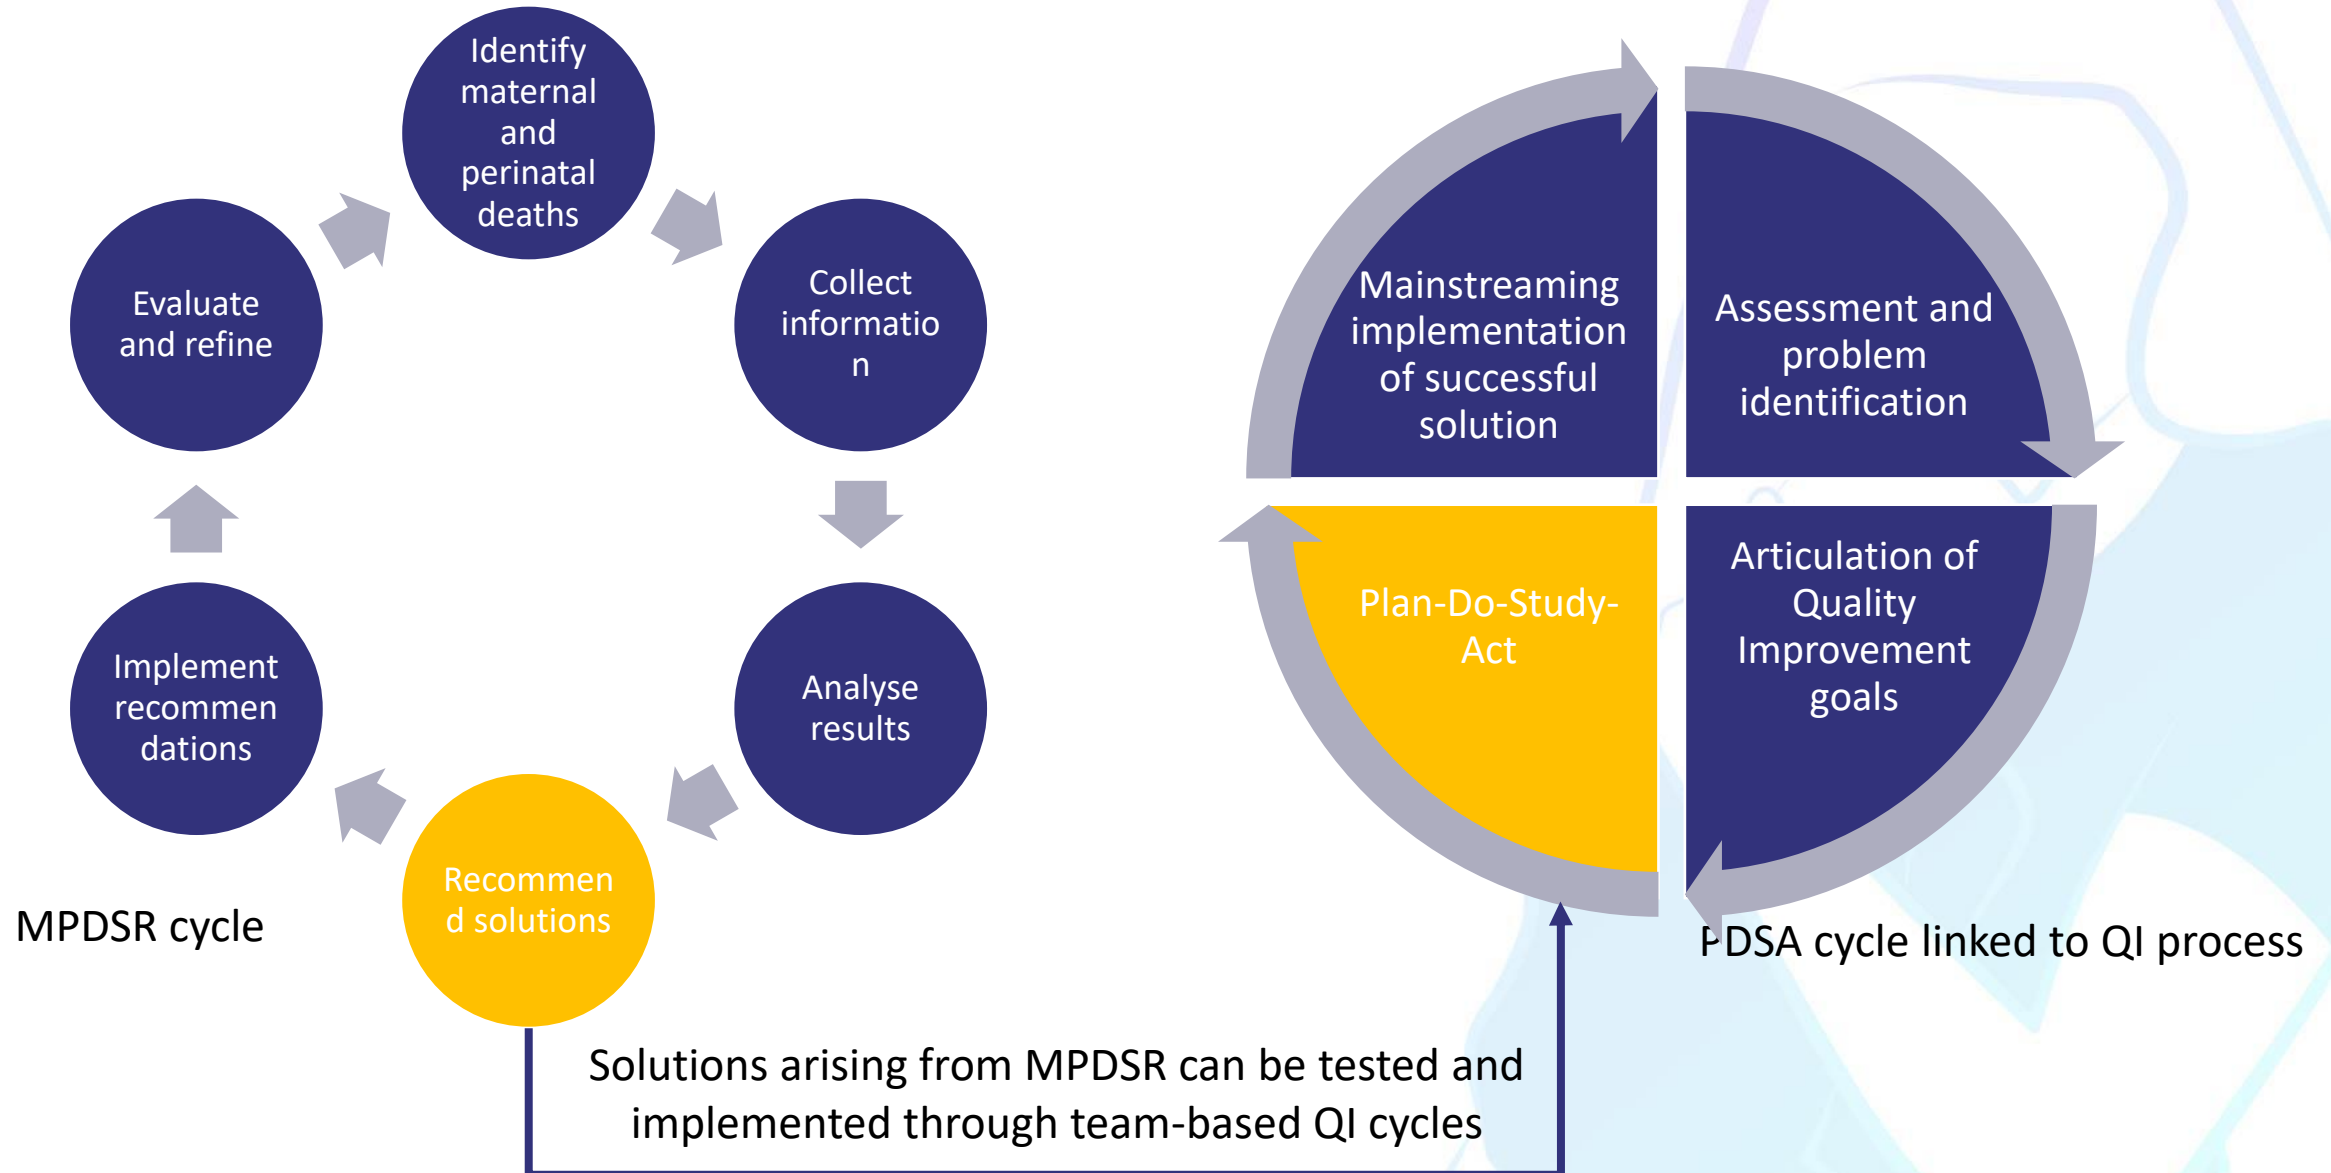 Identify
maternal
and
perinatal
deaths
Collect
informatio
n
Analyse
results
Recommen
d solutions
Implement
recommen
dations
Evaluate
and refine
MPDSR cycle
Mainstreaming
implementation
of successful
solution
Assessment and
problem
identification
Articulation of
Quality
Improvement
goals
Plan-Do-Study-
Act
PDSA cycle linked to QI process
Solutions arising from MPDSR can be tested and
implemented through team-based QI cycles